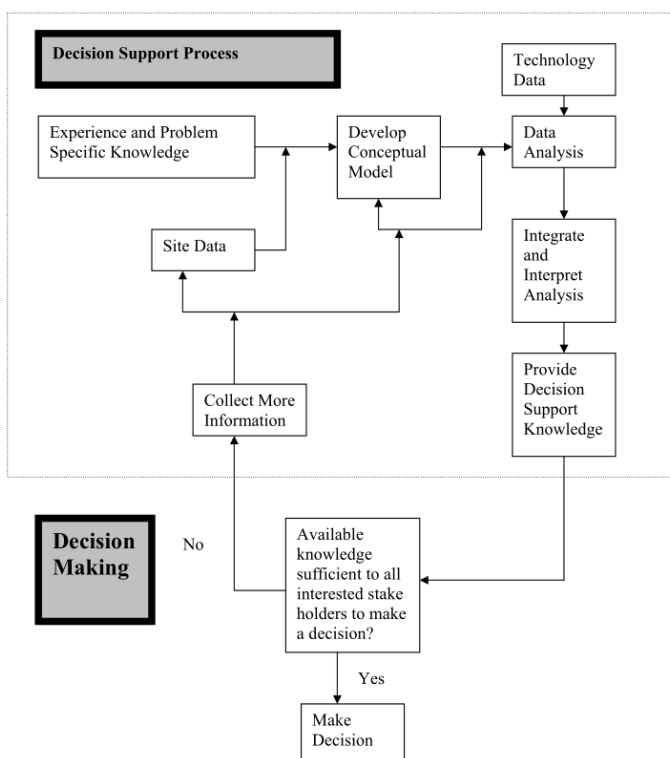 Decision Support Process
Technology
Data
Experience and Problem
Specific Knowledge
Develop
Conceptual
Model
Data
Analysis
Site Data
Integrate
and
Interpret
Analysis
Collect More
Information
Provide
Decision
Support
Knowledge
Decision
Making
No
Available
knowledge
sufficient to all
interested stake
holders to make
a decision?
Yes
Make
Decision